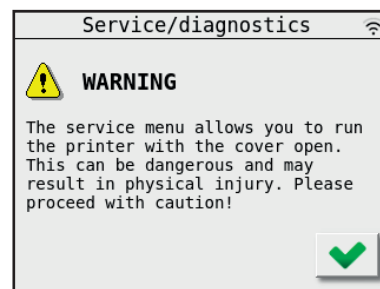 Service/diagnostics
WARNING
The service menu allows you to run
the printer with the cover open.
This can be dangerous and may
result in physical injury. Please
proceed with caution!